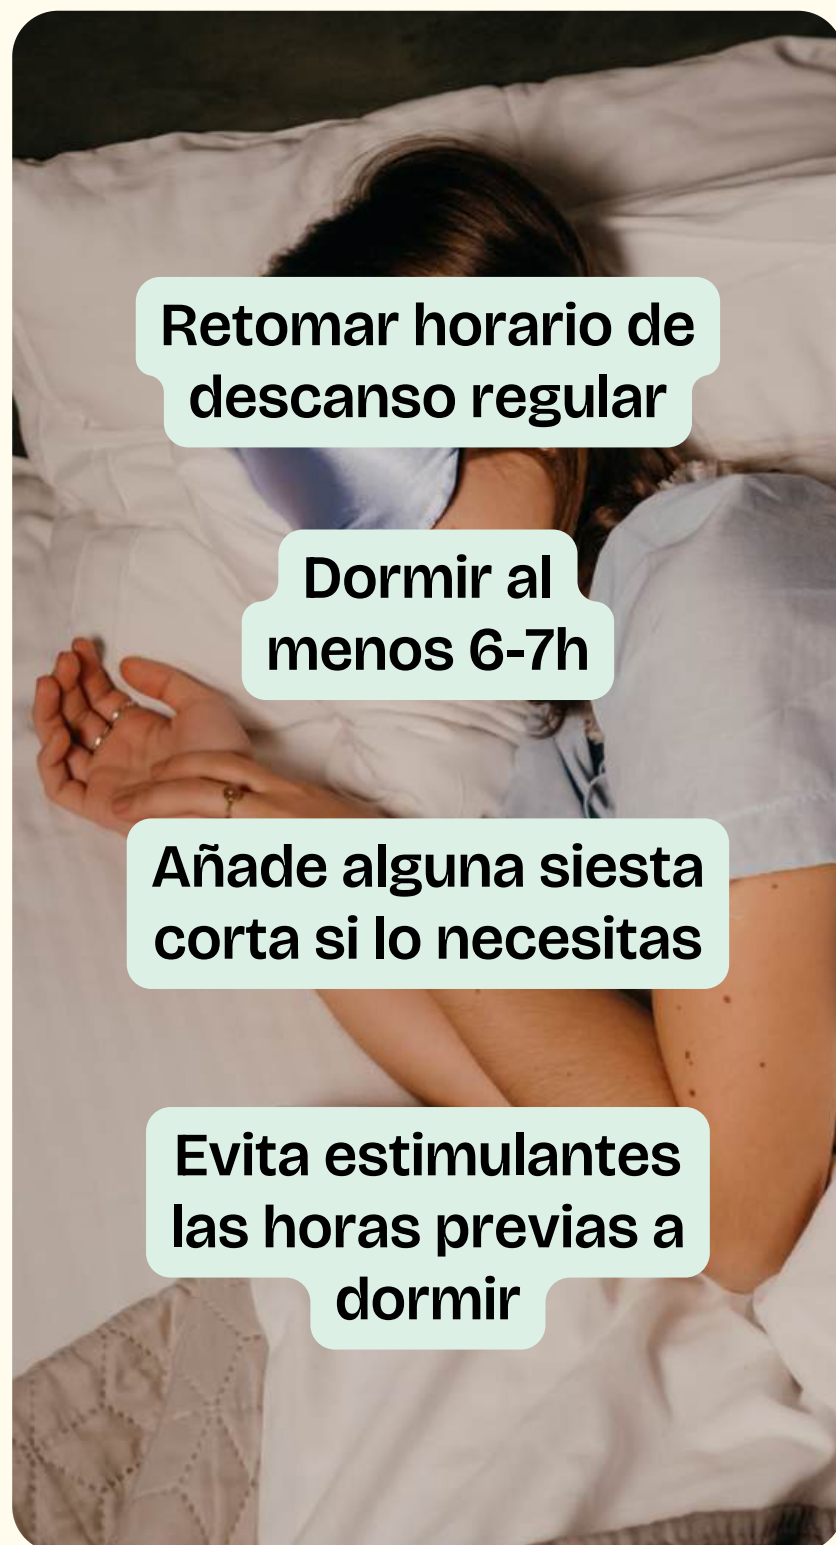 Retomar horario de
descanso regular
Dormir al
menos 6-7h
Añade alguna siesta
corta si lo necesitas
Evita estimulantes
las horas previas a
dormir